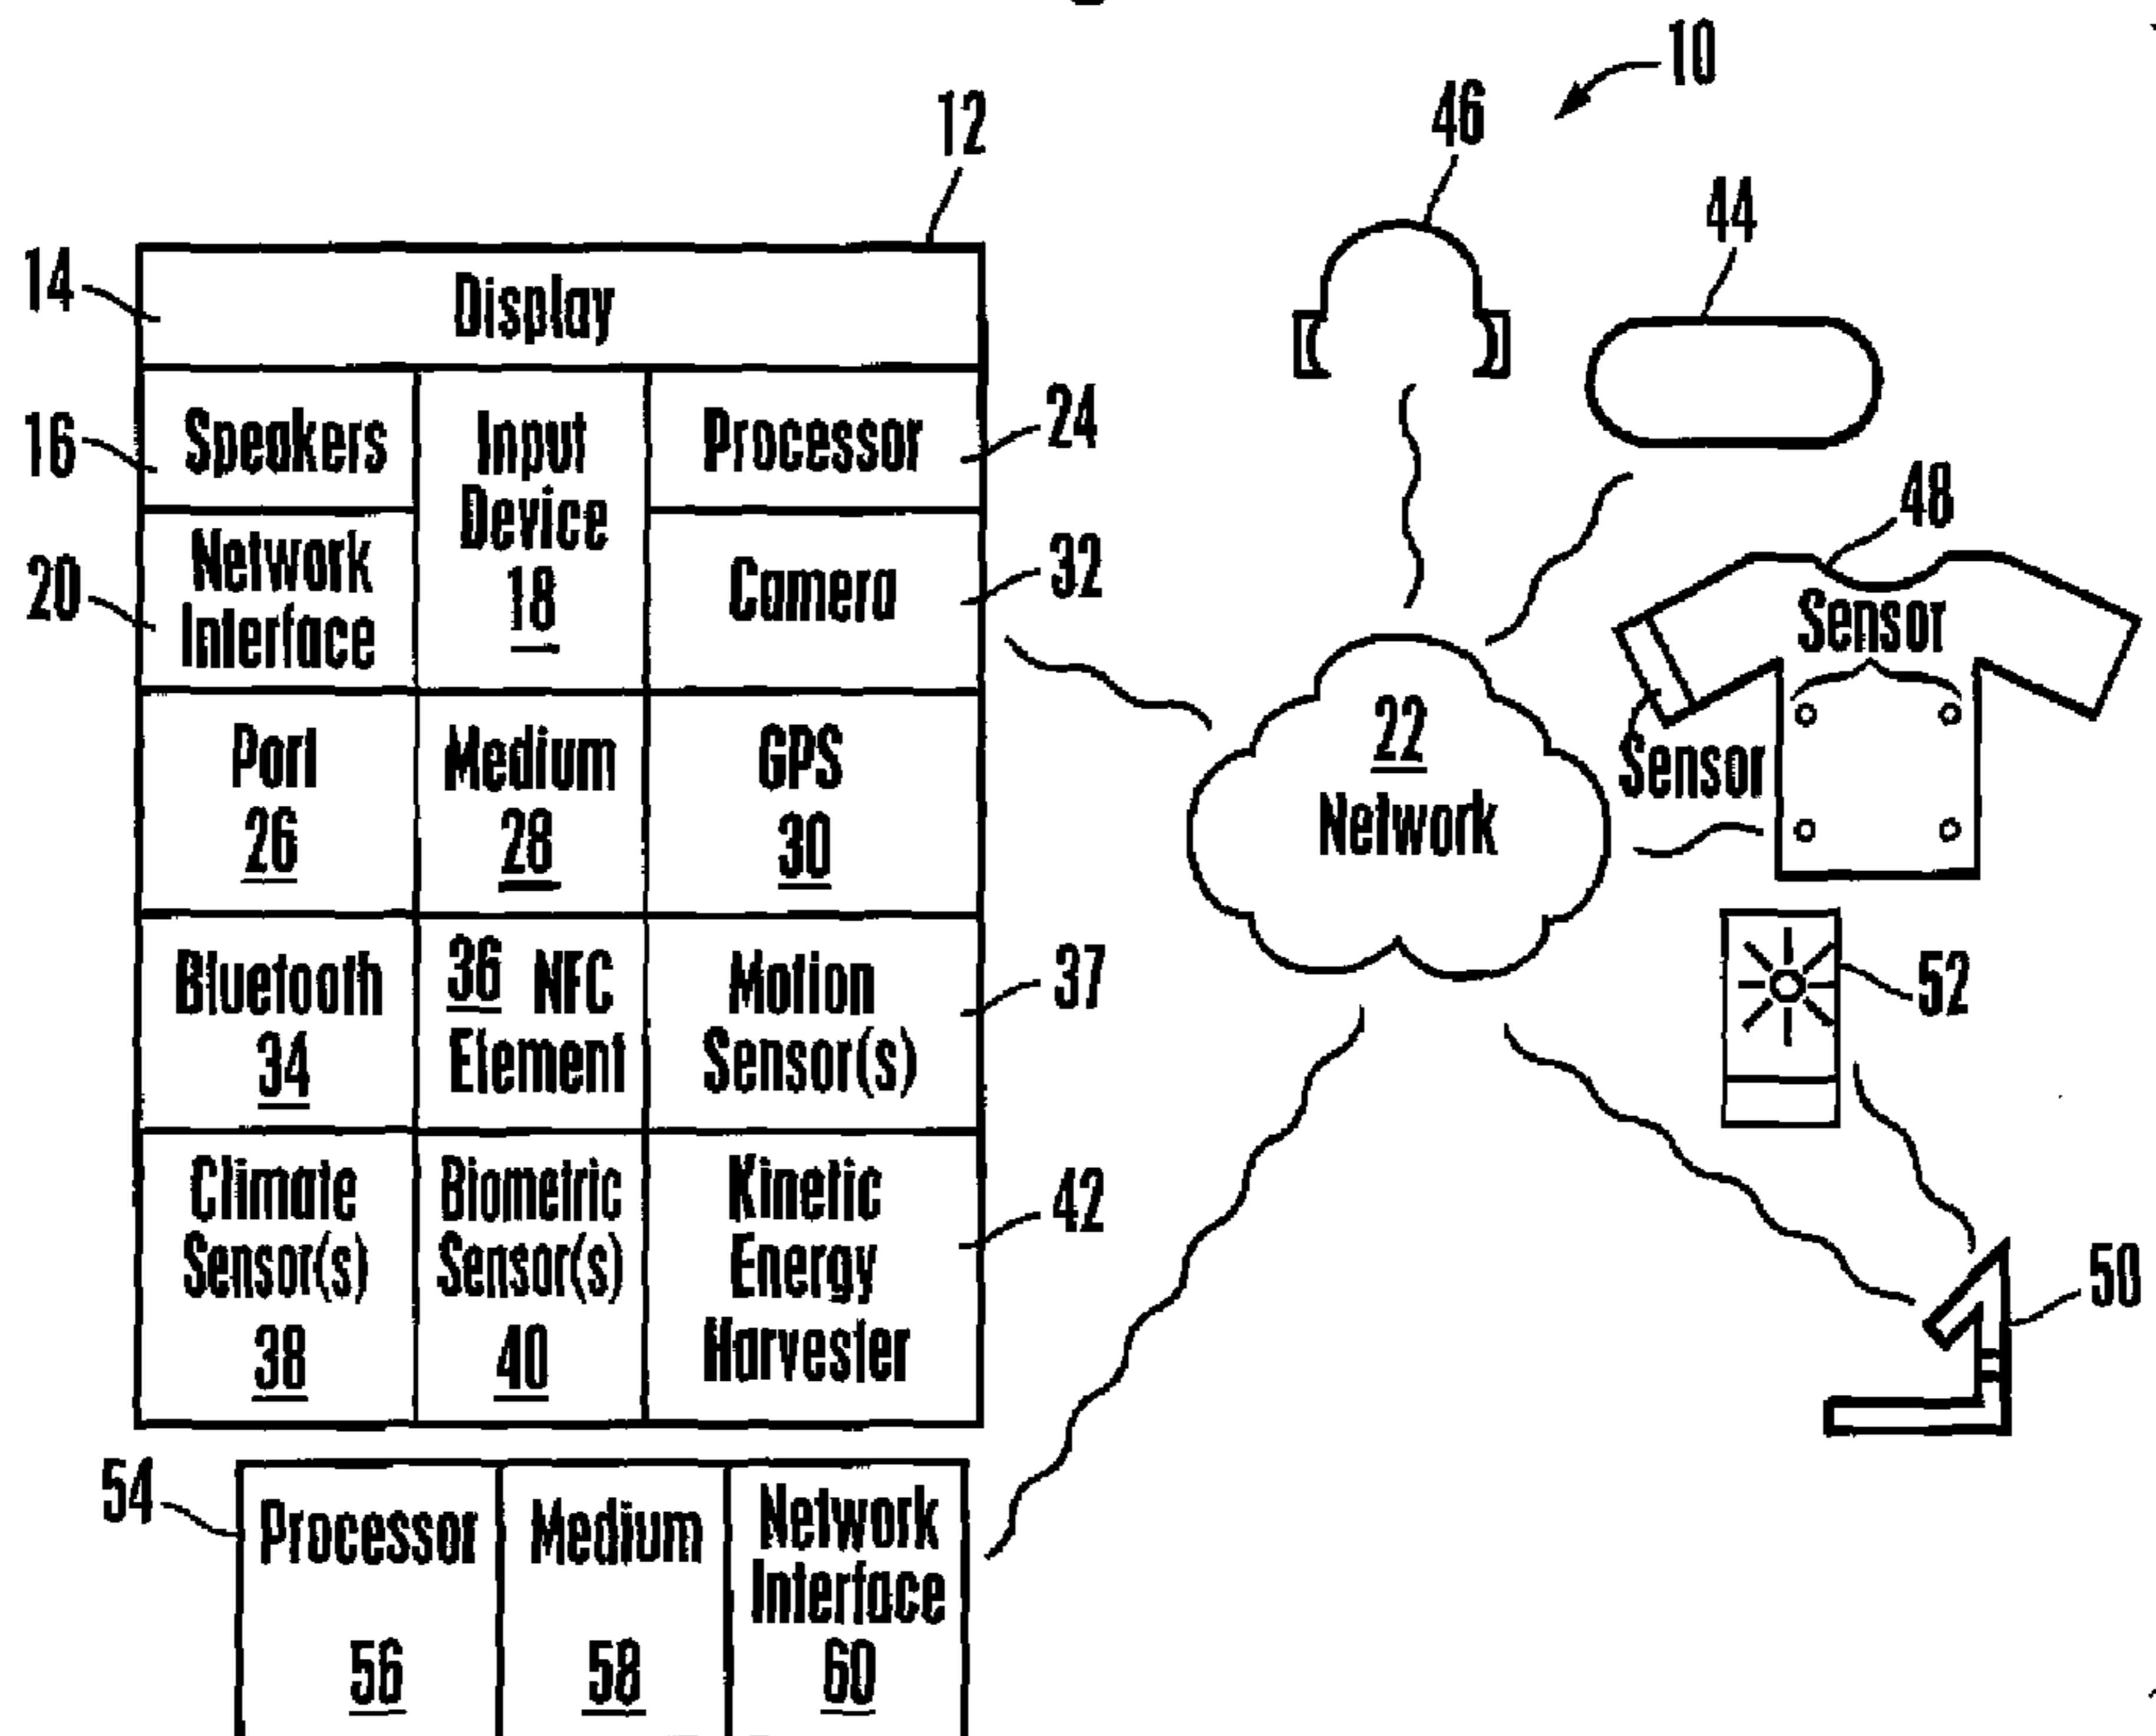 10
46
12
44
14
Display
48
16
Speakers
Input
Device
18
Processor
24
20
Network
Interface
Camera
32
Sensor
Sensor
22
Network
Port
26
Medium
28
GPS
30
52
Bluetooth
34
36 NFC
Element
Motion
Sensor(s)
37
Climate
Sensor(s)
38
Biometric
Sensor(s)
40
Kinetic
Energy
Harvester
42
50
54
Processor
56
Medium
58
Network
Interface
60